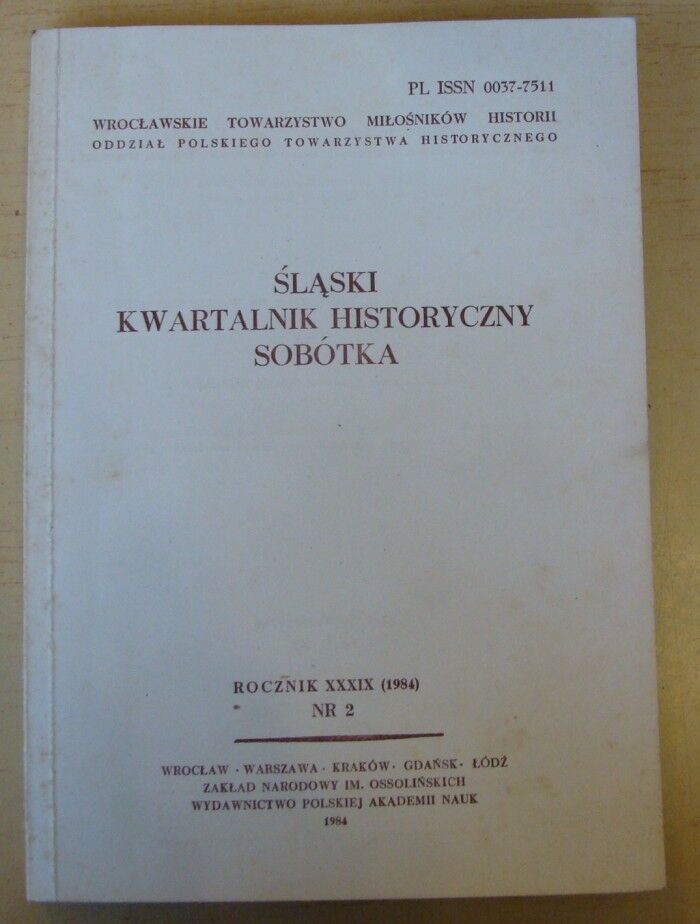 PL ISSN 0037-7511
WROCŁAWSKIE TOWARZYSTWO MIŁOŚNIKÓW HISTORII
ODDZIAŁ POLSKIEGO TOWARZYSTWA HISTORYCZNEGO
ŚLĄSKI
KWARTALNIK HISTORYCZNY
SOBÓTKA
ROCZNIK XXXIX (1984)
NR 2
WROCŁAW · WARSZAWA · KRAKÓW · GDAŃSK · ŁÓDŹ
ZAKŁAD NARODOWY IM. OSSOLIŃSKICH
WYDAWNICTWO POLSKIEJ AKADEMII NAUK
1984